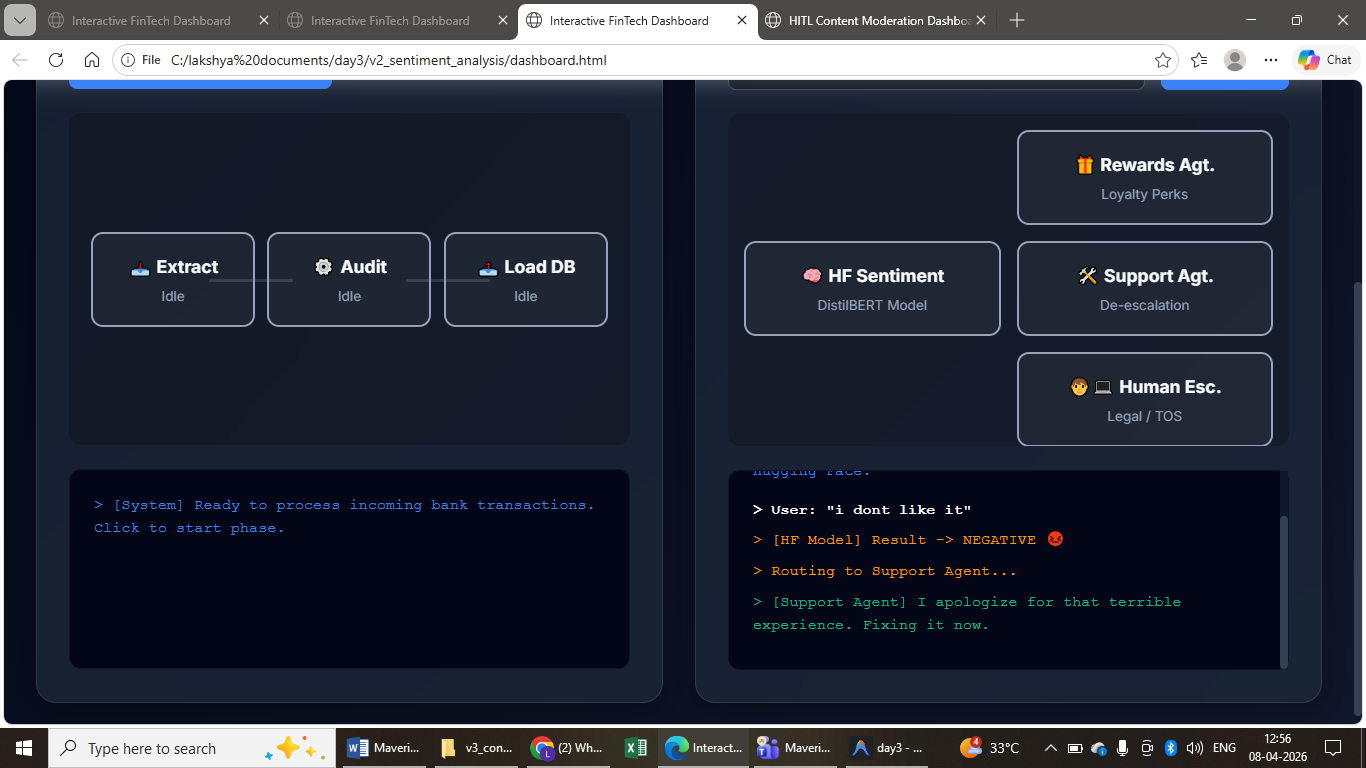 Interactive FinTech Dashboard
Interactive FinTech Dashboard
Interactive FinTech Dashboard
HITL Content Moderation Dashbo
File C:/lakshya%20documents/day3/v2_sentiment_analysis/dashboard.html
Chat
Extract
Idle
Audit
Idle
Load DB
Idle
> [System] Ready to process incoming bank transactions.
Click to start phase.
Rewards Agt.
Loyalty Perks
HF Sentiment
DistilBERT Model
Support Agt.
De-escalation
Human Esc.
Legal / TOS
Hugging Face.
> User: "i dont like it"
> [HF Model] Result -> NEGATIVE
> Routing to Support Agent...
> [Support Agent] I apologize for that terrible
experience. Fixing it now.
Type here to search
Maveri...
v3_con...
(2) Wh...
Interact...
Maveri...
day3 - ...
4
33°C
ENG
12:56
08-04-2026